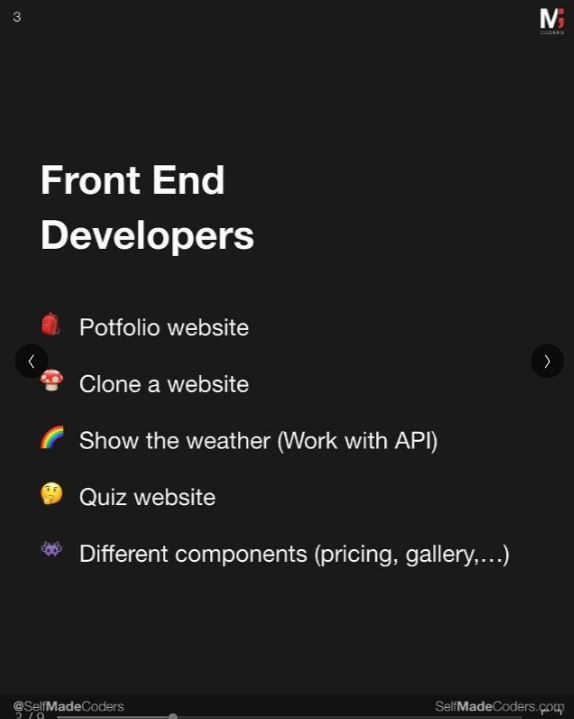 3
M;
CODERS
Front End
Developers
Potfolio website
Clone a website
Show the weather (Work with API)
Quiz website
Different components (pricing, gallery,...)
@SelfMadeCoders
SelfMadeCoders.com
3 / 9